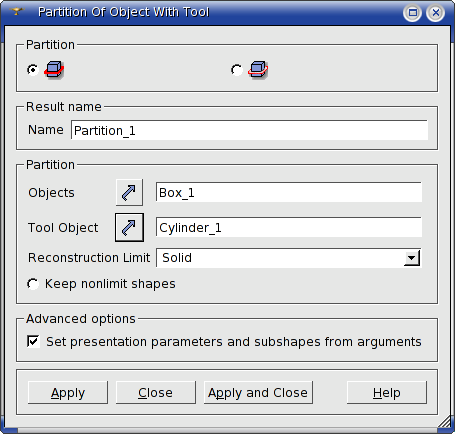 Partition Of Object With Tool
Partition
Result name
Name Partition_1
Partition
Objects Box_1
Tool Object Cylinder_1
Reconstruction Limit Solid
Keep nonlimit shapes
Advanced options
Set presentation parameters and subshapes from arguments
Apply Close Apply and Close Help